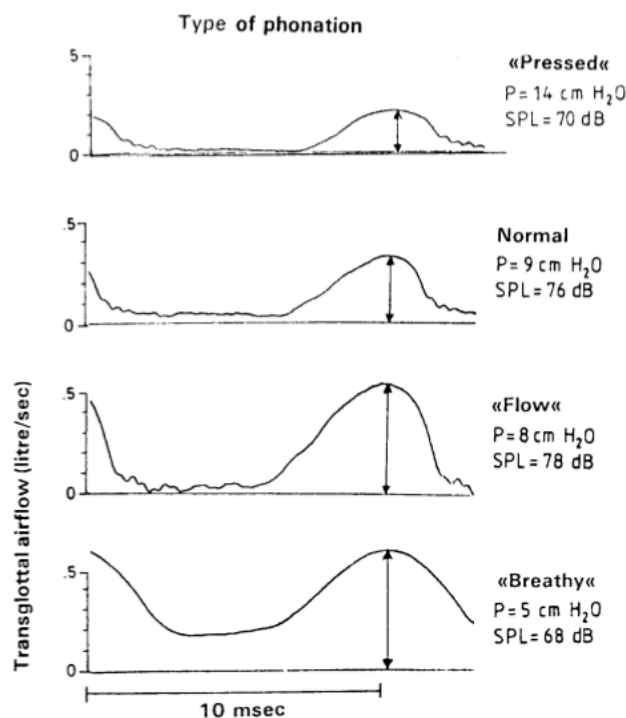 Type of phonation
.5
0
«Pressed«
P= 14 cm H₂O
SPL= 70 dB
.5
0
Normal
P= 9 cm H₂O
SPL= 76 dB
.5
0
«Flow«
P= 8 cm H₂O
SPL= 78 dB
.5
0
«Breathy«
P= 5 cm H₂O
SPL= 68 dB
Transglottal airflow (litre/sec)
10 msec